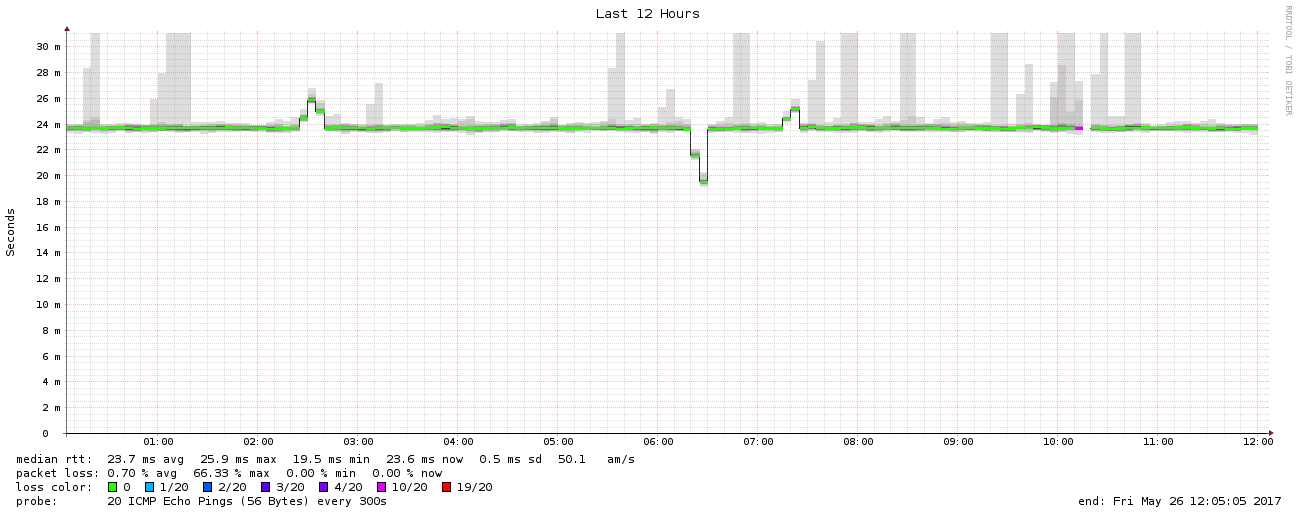 Last 12 Hours
RRDTOOL / TOBI OETIKER
Seconds
30 m
28 m
26 m
24 m
22 m
20 m
18 m
16 m
14 m
12 m
10 m
8 m
6 m
4 m
2 m
0
01:00 02:00 03:00 04:00 05:00 06:00 07:00 08:00 09:00 10:00 11:00 12:00
median rtt: 23.7 ms avg 25.9 ms max 19.5 ms min 23.6 ms now 0.5 ms sd 50.1 am/s
packet loss: 0.70 % avg 66.33 % max 0.00 % min 0.00 % now
loss color: 0 1/20 2/20 3/20 4/20 10/20 19/20
probe: 20 ICMP Echo Pings (56 Bytes) every 300s end: Fri May 26 12:05:05 2017